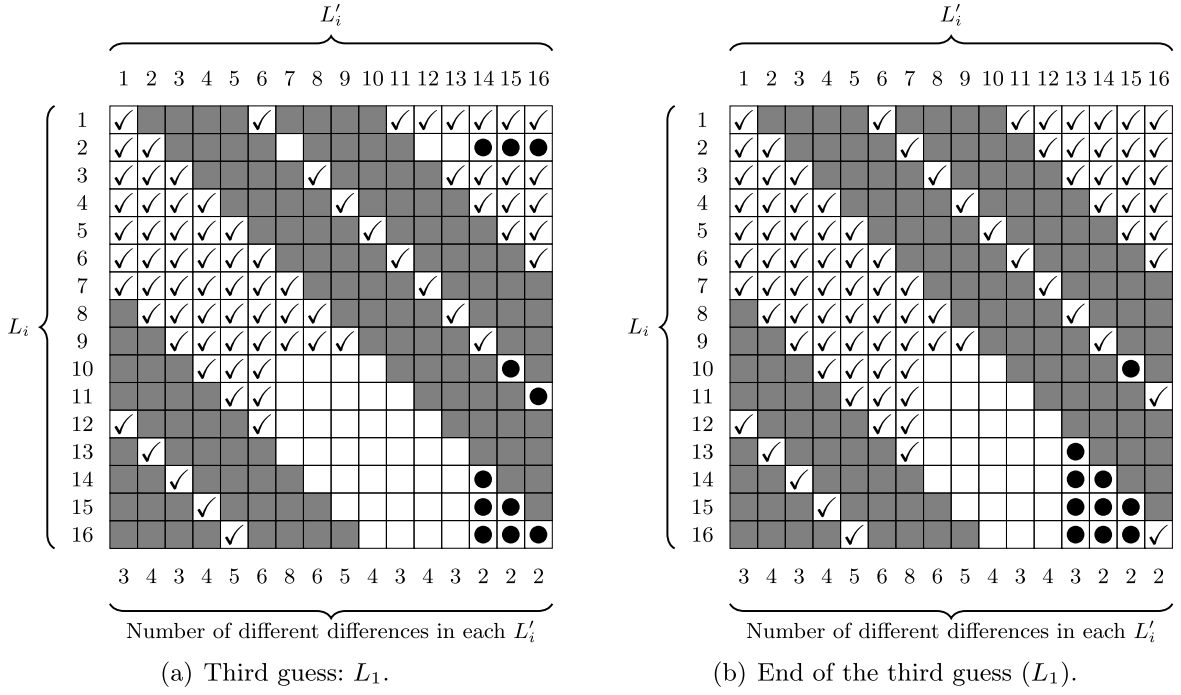 L′i L′i
1 2 3 4 5 6 7 8 9 10 11 12 13 14 15 16 1 2 3 4 5 6 7 8 9 10 11 12 13 14 15 16
1 1
2 2
3 3
4 4
5 5
6 6
7 7
Li 8 Li 8
9 9
10 10
11 11
12 12
13 13
14 14
15 15
16 16
3 4 3 4 5 6 8 6 5 4 3 4 3 2 2 2 3 4 3 4 5 6 8 6 5 4 3 4 3 2 2 2
Number of different differences in each L′i Number of different differences in each L′i
(a) Third guess: L1. (b) End of the third guess (L1).